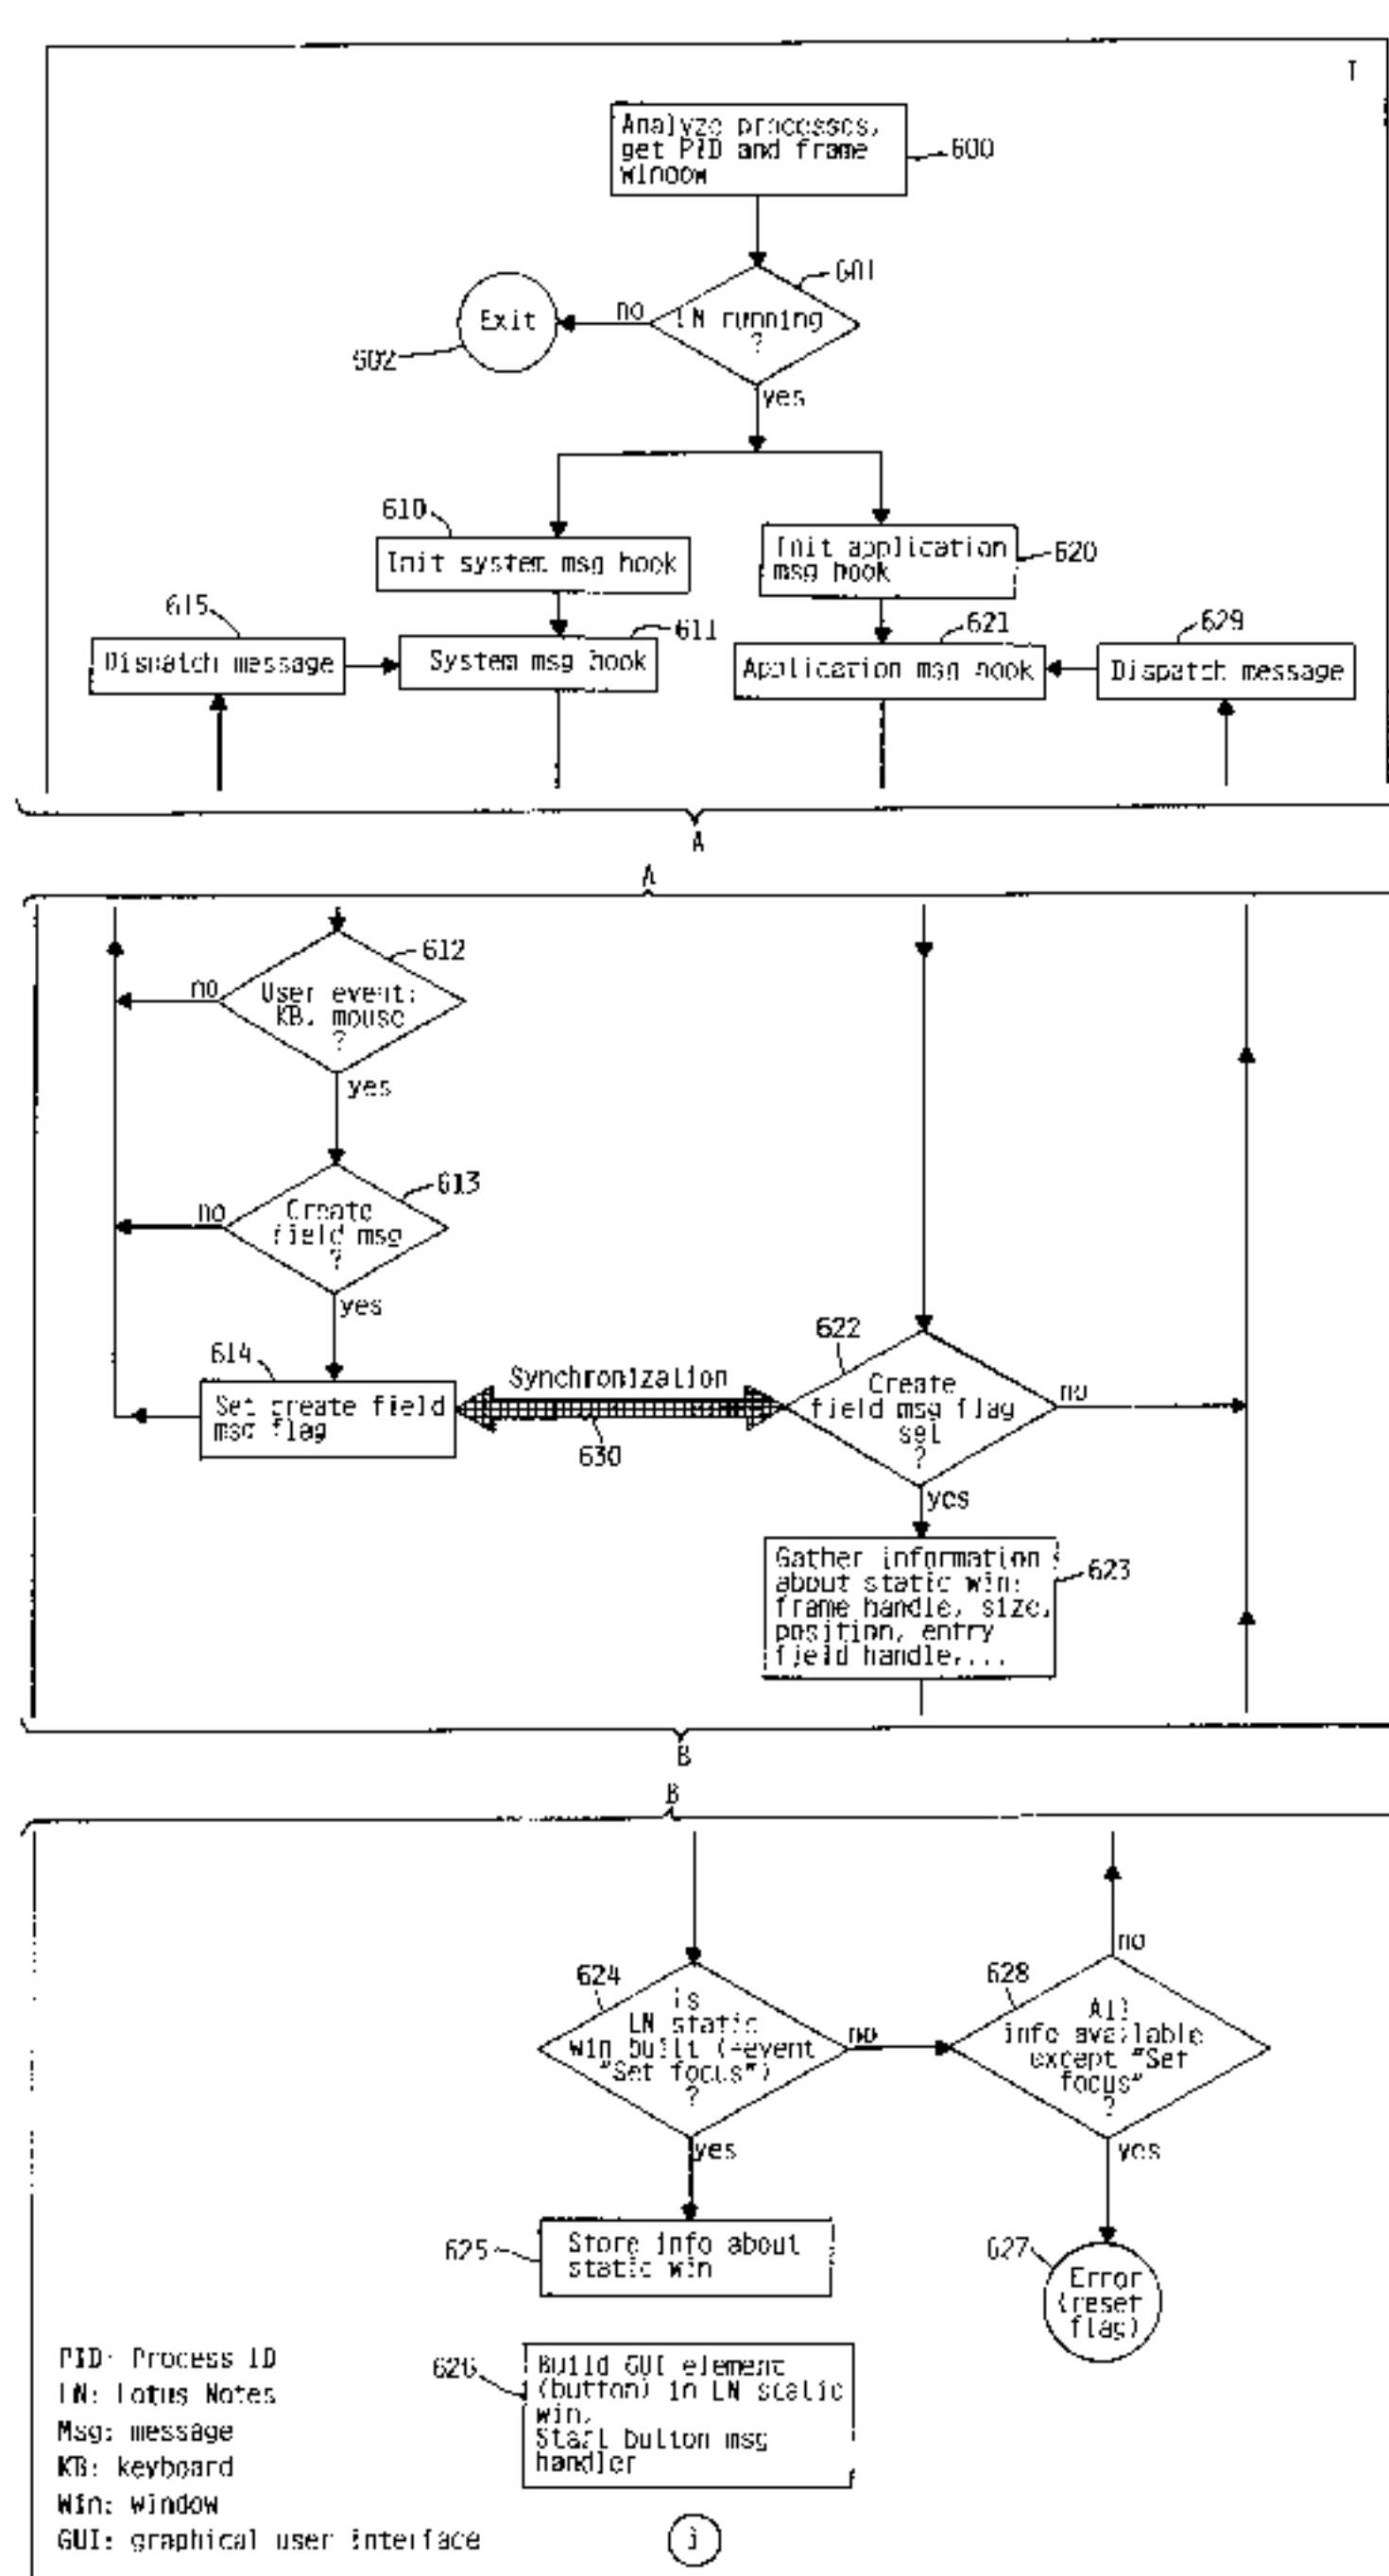 I
Analyze processes,
get PID and frame
window
600
601
LN running
?
no
Exit
602
yes
610
Init system msg hook
Init application
msg hook
620
615
Dispatch message
System msg hook
611
621
Application msg hook
629
Dispatch message
A
A
612
no
User event:
KB, mouse
?
yes
613
no
Create
field msg
?
yes
614
Set create field
msg flag
Synchronization
630
622
Create
field msg flag
set
?
no
yes
Gather information
about static win:
frame handle, size,
position, entry
field handle,...
623
B
B
624
is
LN static
win built (=event
"Set focus")
?
no
628
All
info available
except "Set
focus"
?
no
yes
yes
625
Store info about
static win
627
Error
(reset
flag)
626
Build GUI element
(button) in LN static
win,
Start button msg
handler
PID: Process ID
LN: Lotus Notes
Msg: message
KB: keyboard
Win: window
GUI: graphical user interface